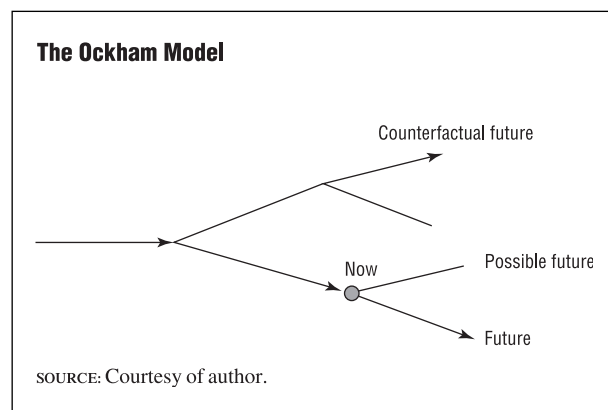 The Ockham Model
Counterfactual future
Now
Possible future
Future
SOURCE: Courtesy of author.